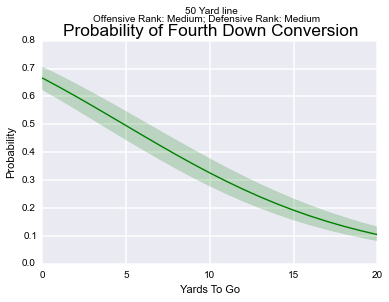 50 Yard line
Offensive Rank: Medium; Defensive Rank: Medium
Probability of Fourth Down Conversion
0.8
0.7
0.6
0.5
0.4
0.3
0.2
0.1
0.0
Probability
0 5 10 15 20
Yards To Go